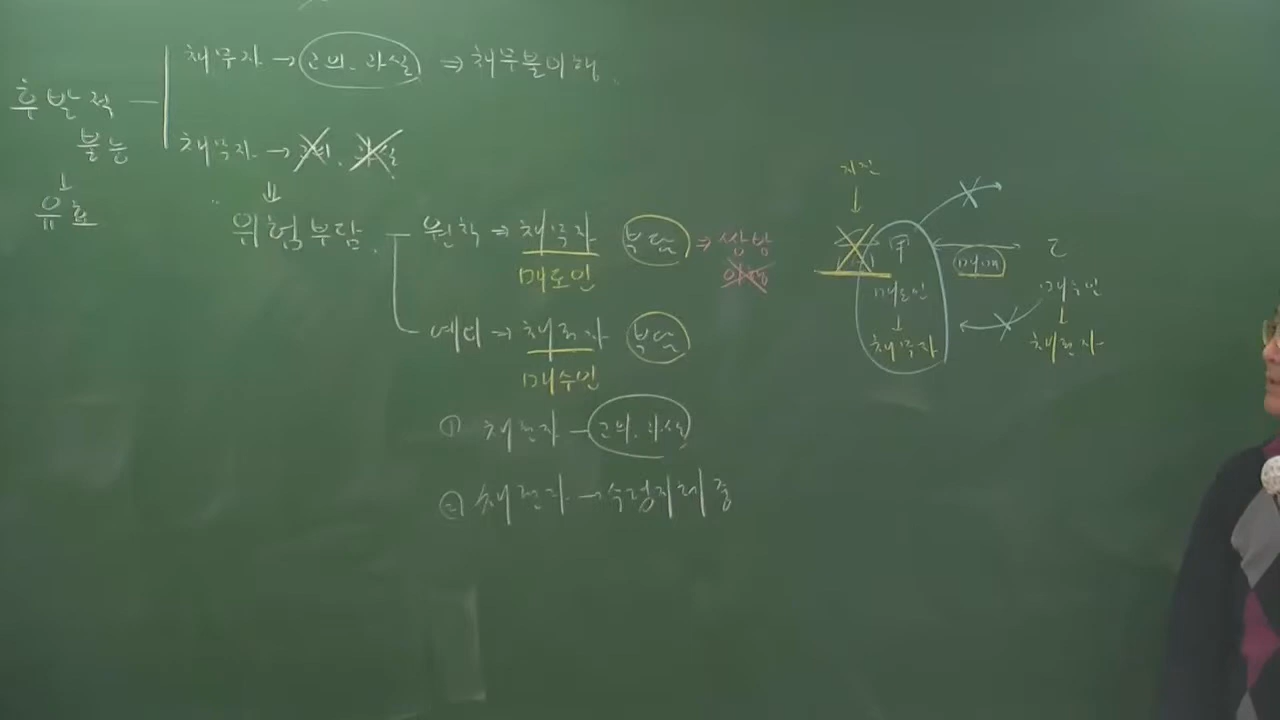 채무자 → 고의. 과실 ⇒ 채무불이행
후발적
불능
채무자 →
↓
유효
위험부담
원칙 ⇒ 채무자 부담 ⇒ 쌍방
매도인
예외 ⇒ 채권자 부담
매수인
① 채권자 — 고의. 과실
② 채권자 → 수령지체 중
지진
↓
甲 매매 乙
매도인 매수인
↓ ↓
채무자 채권자